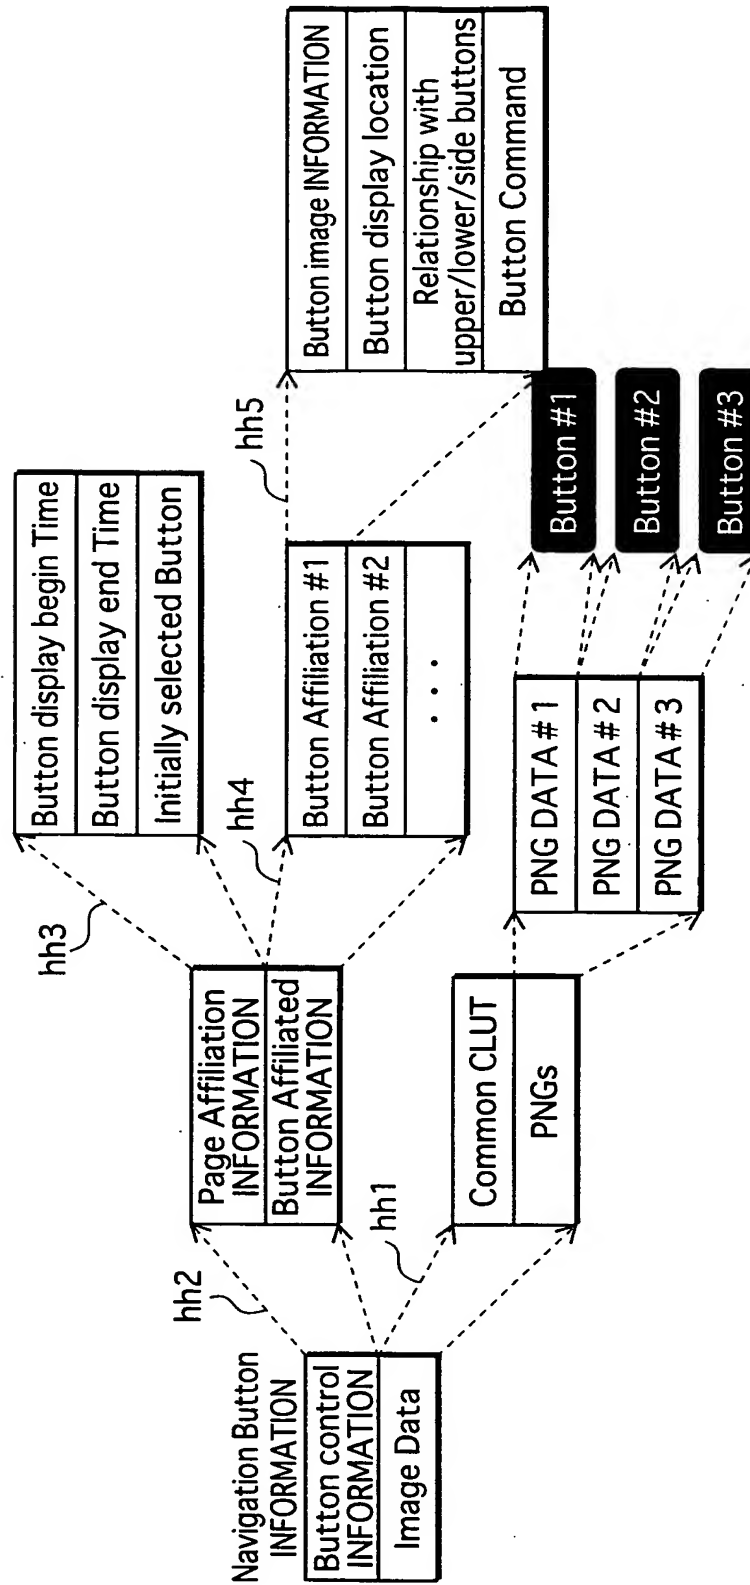 Navigation Button
INFORMATION
Button control
INFORMATION
Image Data
hh2
hh1
Page Affiliation
INFORMATION
Button Affiliated
INFORMATION
Common CLUT
PNGs
hh3
hh4
Button display begin Time
Button display end Time
Initially selected Button
Button Affiliation #1
Button Affiliation #2
. . .
PNG DATA# 1
PNG DATA# 2
PNG DATA# 3
hh5
Button image INFORMATION
Button display location
Relationship with
upper/lower/side buttons
Button Command
Button #1
Button #2
Button #3